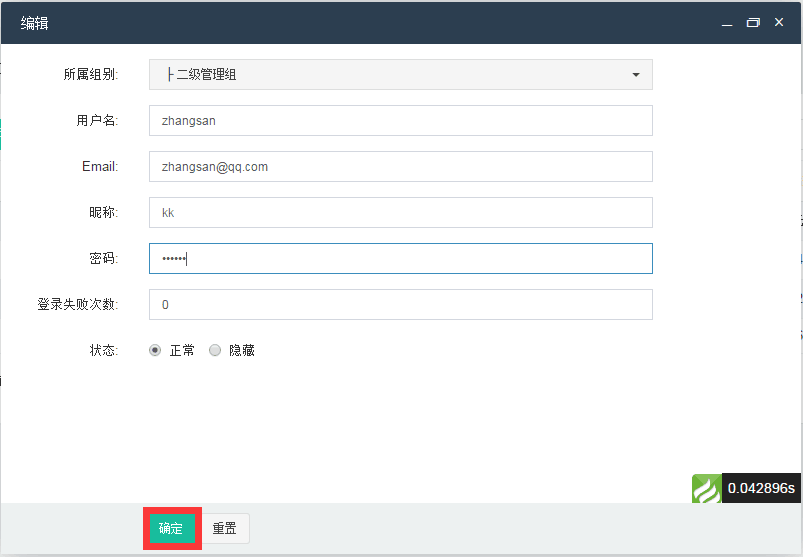 编辑
所属组别: ├ 二级管理组
用户名: zhangsan
Email: zhangsan@qq.com
昵称: kk
密码: ••••••
登录失败次数: 0
状态: 正常 隐藏
0.042896s
确定 重置